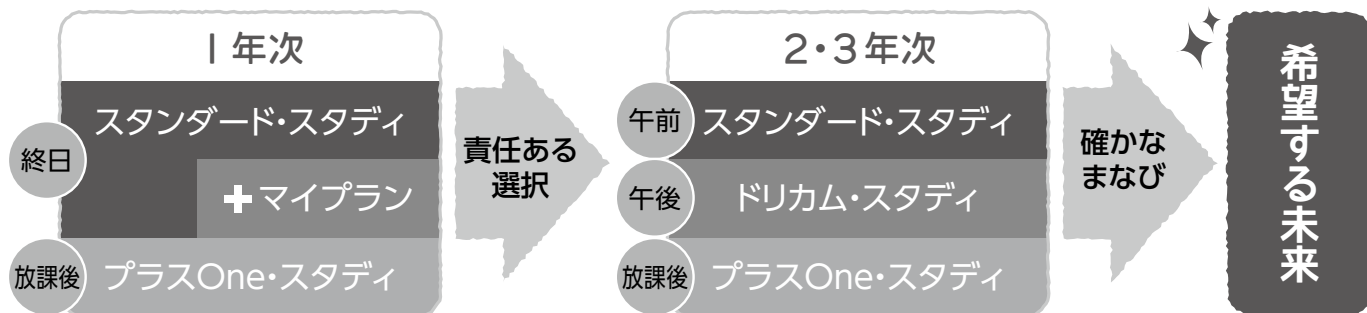 1年次
終日
スタンダード・スタディ
+マイプラン
放課後
プラスOne・スタディ
責任ある
選択
2・3年次
午前
スタンダード・スタディ
午後
ドリカム・スタディ
放課後
プラスOne・スタディ
確かな
まなび
希望する未来